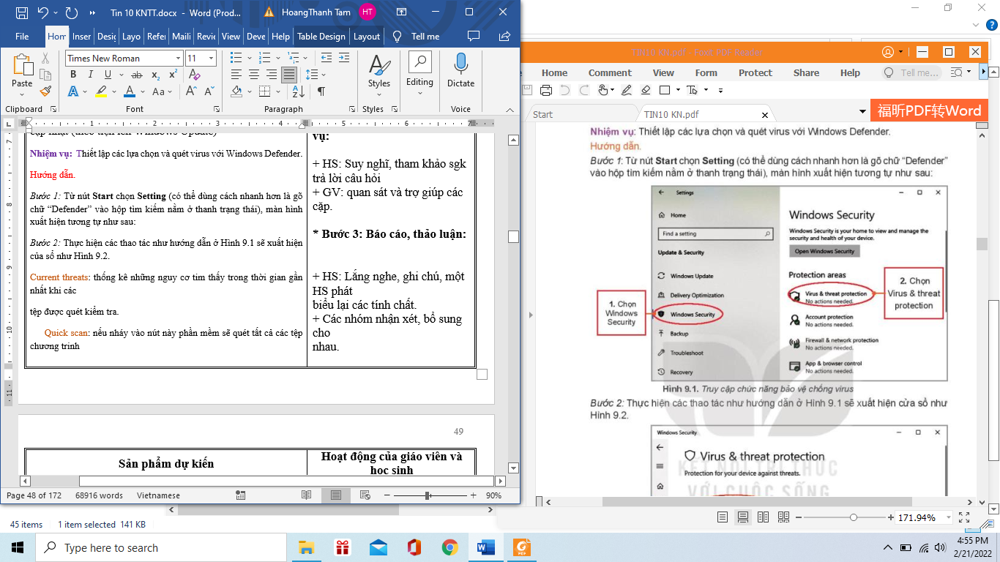 Tin 10 KNTT.docx - Word (Prod...
HoangThanh Tam
HT
File
Hom
Inser
Desig
Layo
Refer
Maili
Revie
View
Deve
Help
Table Design
Layout
Tell me
Paste
Times New Roman
11
Styles
Editing
Dictate
Clipboard
Font
Paragraph
Styles
Voice
Nhiệm vụ: Thiết lập các lựa chọn và quét virus với Windows Defender.
Hướng dẫn.
Bước 1: Từ nút Start chọn Setting (có thể dùng cách nhanh hơn là gõ
chữ “Defender” vào hộp tìm kiếm nằm ở thanh trạng thái), màn hình
xuất hiện tương tự như sau:
Bước 2: Thực hiện các thao tác như hướng dẫn ở Hình 9.1 sẽ xuất hiện
của sổ như Hình 9.2.
Current threats: thống kê những nguy cơ tìm thấy trong thời gian gần
nhất khi các
tệp được quét kiểm tra.
Quick scan: nếu nháy vào nút này phần mềm sẽ quét tất cả các tệp
chương trình
vụ:
+ HS: Suy nghĩ, tham khảo sgk
trả lời câu hỏi
+ GV: quan sát và trợ giúp các
cặp.
* Bước 3: Báo cáo, thảo luận:
+ HS: Lắng nghe, ghi chú, một
HS phát
biểu lại các tính chất.
+ Các nhóm nhận xét, bổ sung
cho
nhau.
49
Sản phẩm dự kiến
Hoạt động của giáo viên và
học sinh
Page 48 of 172
68916 words
Vietnamese
90%
45 items
1 item selected 141 KB
TIN10 KN.pdf - Foxit PDF Reader
Home
Comment
View
Form
Protect
Share
Help
Tell me...
Start
TIN10 KN.pdf
福昕PDF转Word
Nhiệm vụ: Thiết lập các lựa chọn và quét virus với Windows Defender.
Hướng dẫn.
Bước 1: Từ nút Start chọn Setting (có thể dùng cách nhanh hơn là gõ chữ “Defender”
vào hộp tìm kiếm nằm ở thanh trạng thái), màn hình xuất hiện tương tự như sau:
Settings
Home
Find a setting
Update & Security
Windows Update
Delivery Optimization
Windows Security
Backup
Troubleshoot
Recovery
1. Chọn
Windows
Security
Windows Security
Windows Security is your home to view and manage the
security and health of your device.
Open Windows Security
Protection areas
Virus & threat protection
No actions needed.
Account protection
No actions needed.
Firewall & network protection
No actions needed.
App & browser control
No actions needed.
2. Chọn
Virus & threat
protection
Hình 9.1. Truy cập chức năng bảo vệ chống virus
Bước 2: Thực hiện các thao tác như hướng dẫn ở Hình 9.1 sẽ xuất hiện cửa sổ như
Hình 9.2.
Windows Security
Virus & threat protection
Protection for your device against threats.
KẾT NỐI TRI THỨC
VỚI CUỘC SỐNG
171.94%
Type here to search
4:55 PM
2/21/2022